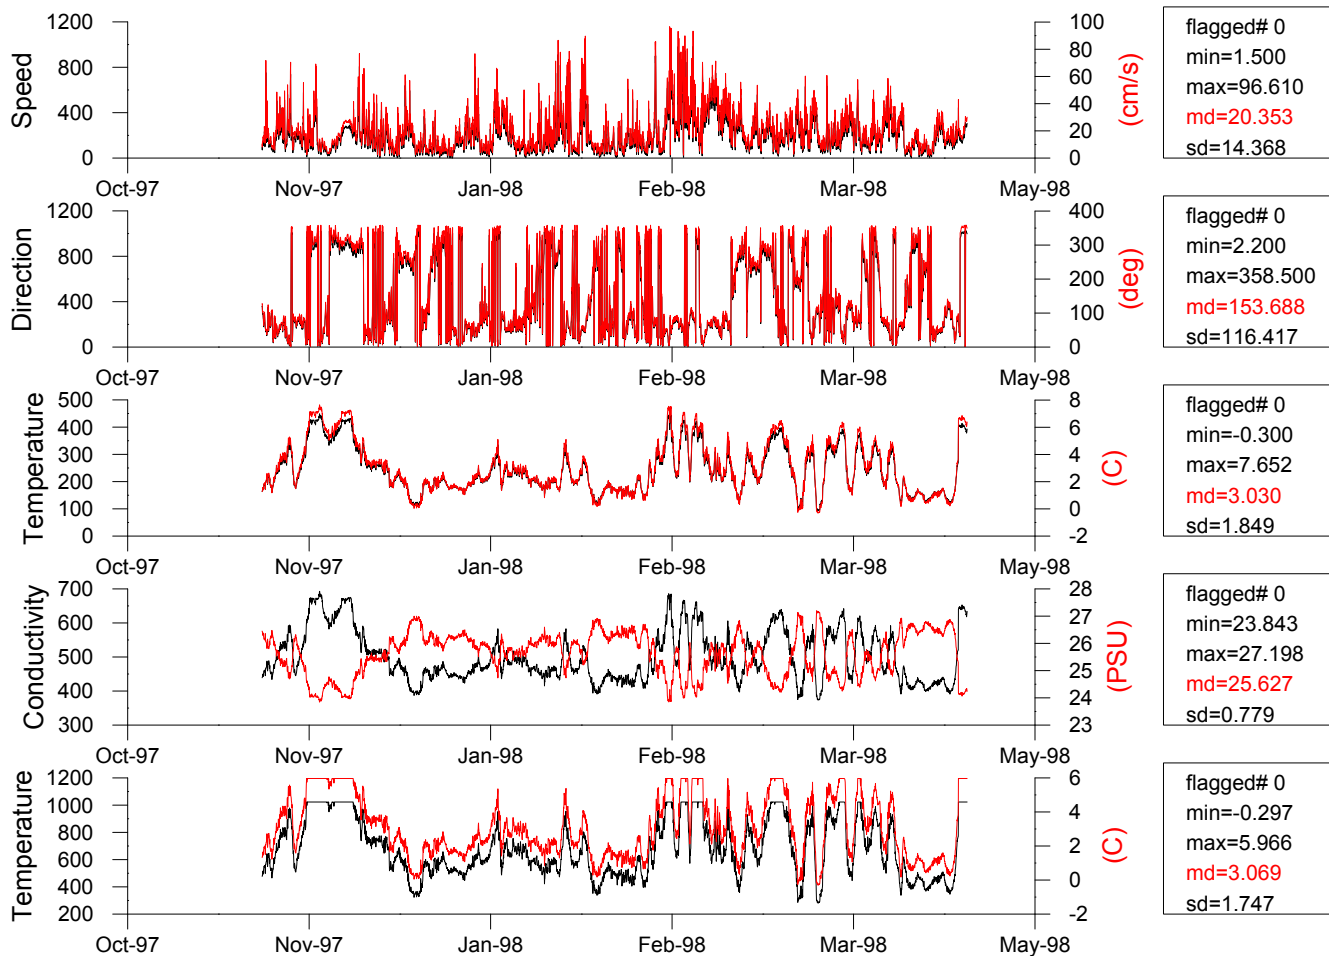 Speed
1200
800
400
0
100
80
60
40
20
0
(cm/s)
Oct-97 Nov-97 Jan-98 Feb-98 Mar-98 May-98
flagged# 0
min=1.500
max=96.610
md=20.353
sd=14.368
Direction
1200
800
400
0
400
300
200
100
0
(deg)
Oct-97 Nov-97 Jan-98 Feb-98 Mar-98 May-98
flagged# 0
min=2.200
max=358.500
md=153.688
sd=116.417
Temperature
500
400
300
200
100
0
8
6
4
2
0
-2
(C)
Oct-97 Nov-97 Jan-98 Feb-98 Mar-98 May-98
flagged# 0
min=-0.300
max=7.652
md=3.030
sd=1.849
Conductivity
700
600
500
400
300
28
27
26
25
24
23
(PSU)
Oct-97 Nov-97 Jan-98 Feb-98 Mar-98 May-98
flagged# 0
min=23.843
max=27.198
md=25.627
sd=0.779
Temperature
1200
1000
800
600
400
200
6
4
2
0
-2
(C)
Oct-97 Nov-97 Jan-98 Feb-98 Mar-98 May-98
flagged# 0
min=-0.297
max=5.966
md=3.069
sd=1.747